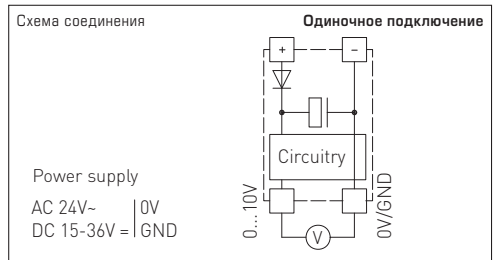 Схема соединения
Одиночное подключение
+ −
Circuitry
Power supply
AC 24V~ | 0V
DC 15-36V = | GND
0...10V
0V/GND
V